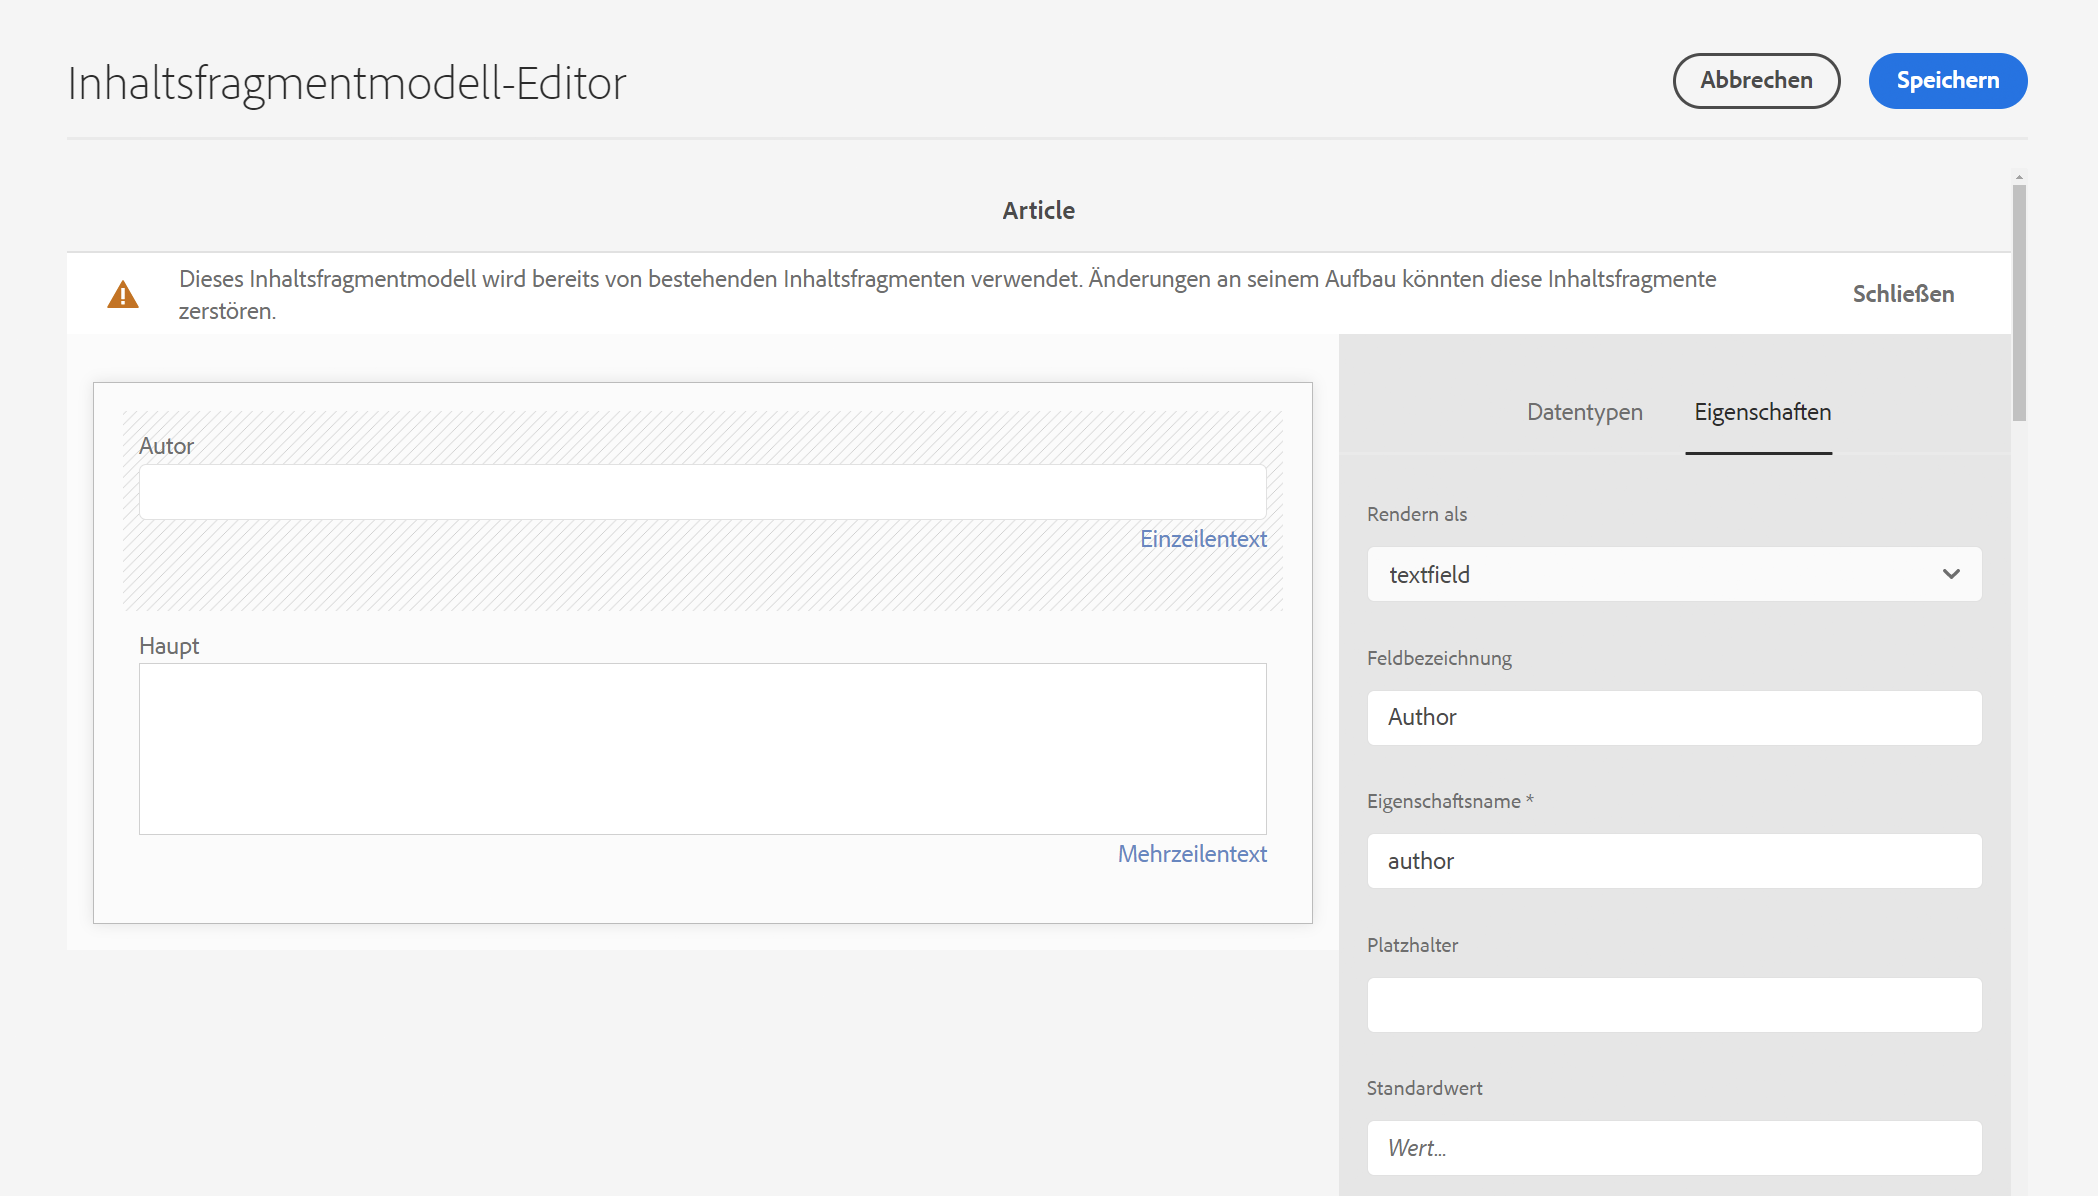 Inhaltsfragmentmodell-Editor
Abbrechen
Speichern
Article
Dieses Inhaltsfragmentmodell wird bereits von bestehenden Inhaltsfragmenten verwendet. Änderungen an seinem Aufbau könnten diese Inhaltsfragmente
zerstören.
Schließen
Autor
Einzeilentext
Haupt
Mehrzeilentext
Datentypen
Eigenschaften
Rendern als
textfield
Feldbezeichnung
Author
Eigenschaftsname *
author
Platzhalter
Standardwert
Wert...